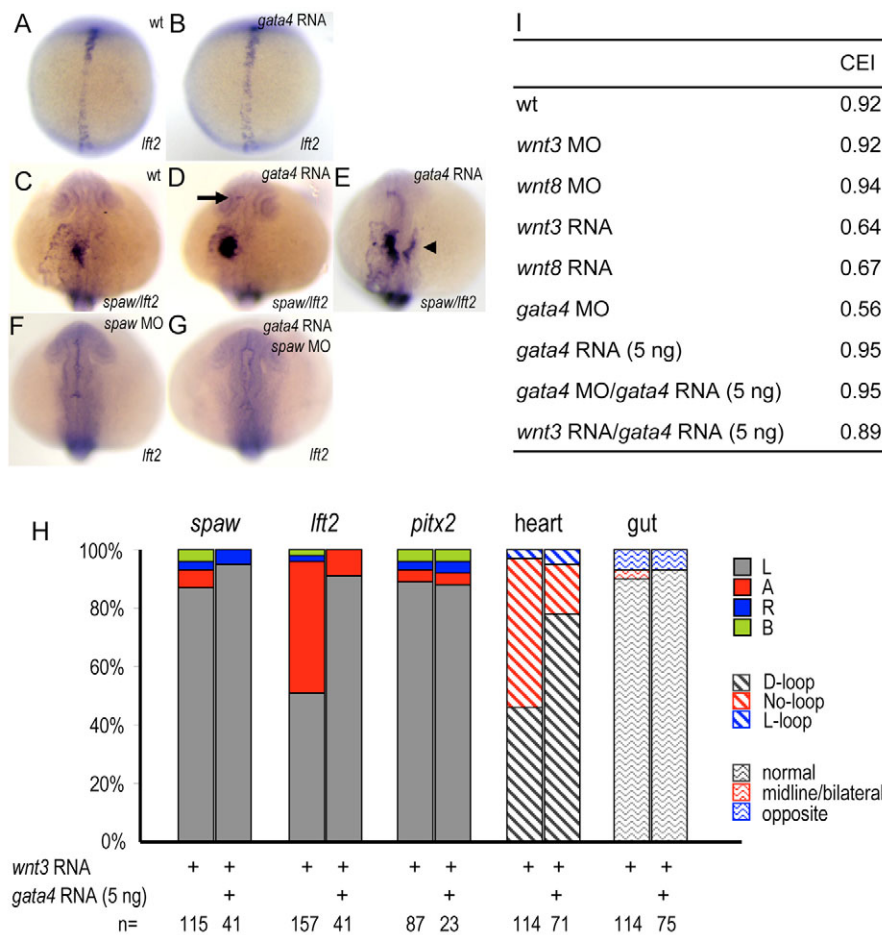 A wt lft2
B gata4 RNA lft2
C wt spaw/lft2
D gata4 RNA spaw/lft2
E gata4 RNA spaw/lft2
F spaw MO lft2
G gata4 RNA
spaw MO
lft2
I
CEI
wt 0.92
wnt3 MO 0.92
wnt8 MO 0.94
wnt3 RNA 0.64
wnt8 RNA 0.67
gata4 MO 0.56
gata4 RNA (5 ng) 0.95
gata4 MO/gata4 RNA (5 ng) 0.95
wnt3 RNA/gata4 RNA (5 ng) 0.89
H
spaw lft2 pitx2 heart gut
100%
80%
60%
40%
20%
0%
L
A
R
B
D-loop
No-loop
L-loop
normal
midline/bilateral
opposite
wnt3 RNA + + + + + + + + + +
gata4 RNA (5 ng) + + + + +
n= 115 41 157 41 87 23 114 71 114 75